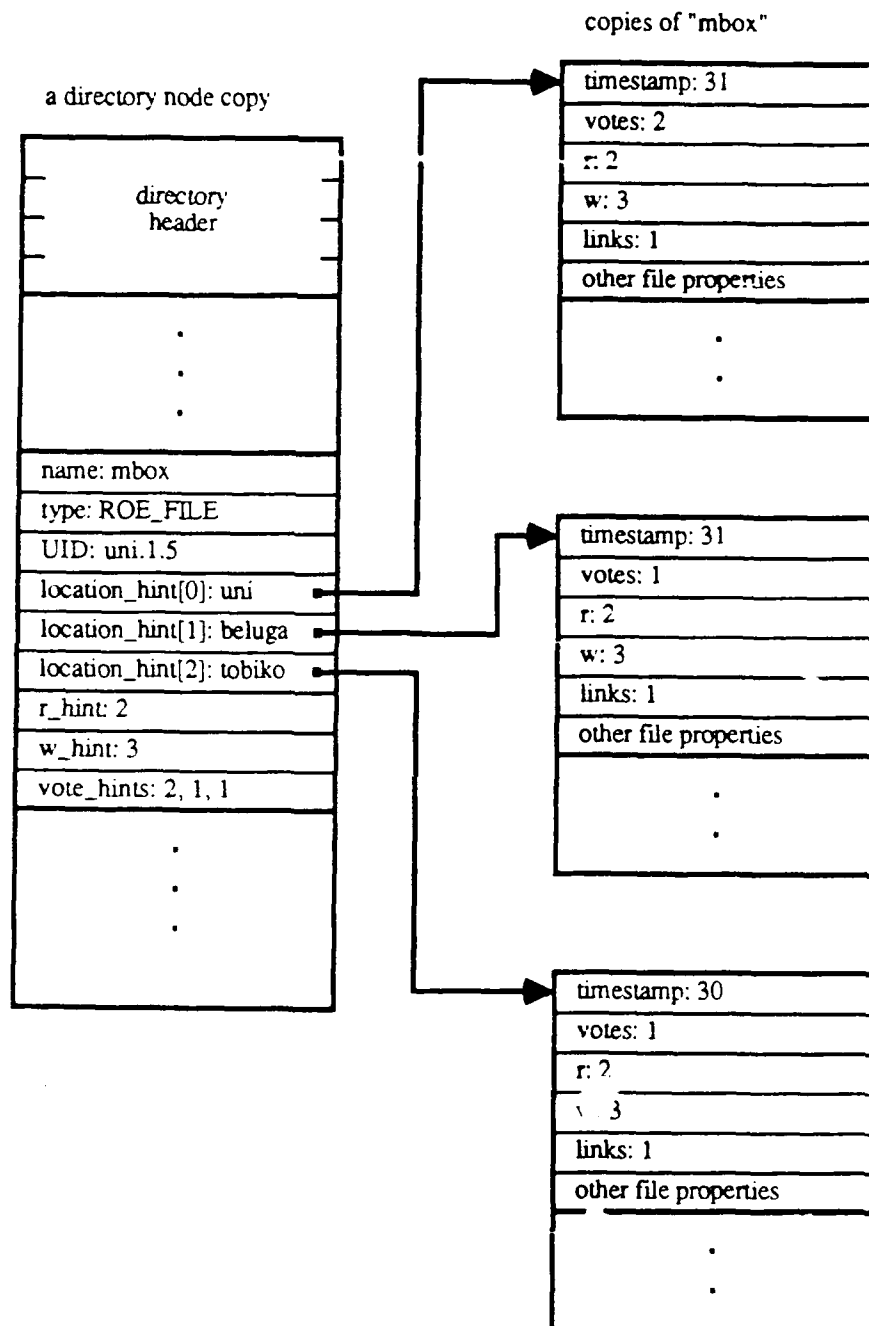 copies of "mbox"
a directory node copy
directory
header
name: mbox
type: ROE_FILE
UID: uni.1.5
location_hint[0]: uni
location_hint[1]: beluga
location_hint[2]: tobiko
r_hint: 2
w_hint: 3
vote_hints: 2, 1, 1
timestamp: 31
votes: 2
r: 2
w: 3
links: 1
other file properties
timestamp: 31
votes: 1
r: 2
w: 3
links: 1
other file properties
timestamp: 30
votes: 1
r: 2
3
links: 1
other file properties